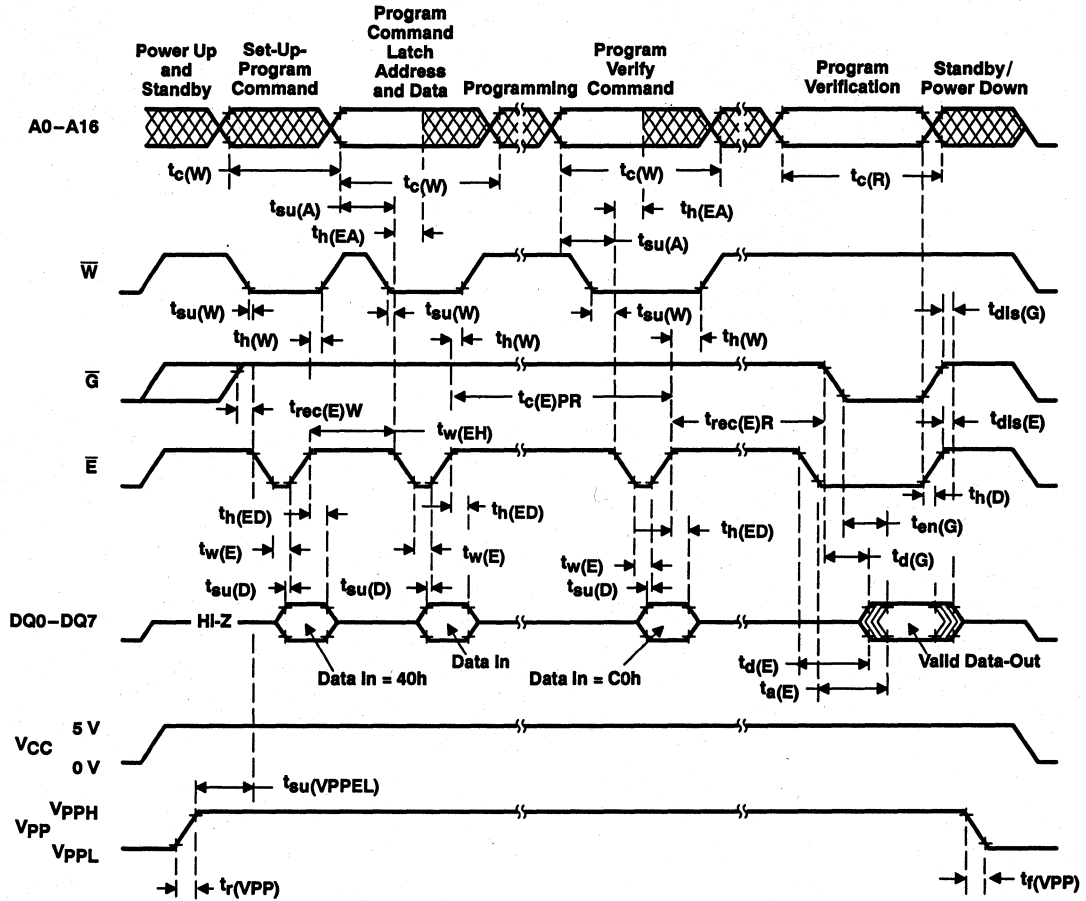 Power Up
and
Standby
Set-Up-
Program
Command
Program
Command
Latch
Address
and Data
Programming
Program
Verify
Command
Program
Verification
Standby/
Power Down
A0–A16
tc(W)
tc(W)
tc(W)
tc(R)
tsu(A)
th(EA)
th(EA)
tsu(A)
W
tsu(W)
tsu(W)
tsu(W)
tdis(G)
th(W)
th(W)
th(W)
G
trec(E)W
tc(E)PR
trec(E)R
tdis(E)
tw(EH)
E
th(D)
th(ED)
th(ED)
th(ED)
ten(G)
tw(E)
tw(E)
tw(E)
td(G)
tsu(D)
tsu(D)
tsu(D)
DQ0–DQ7
Hi-Z
Data In = 40h
Data In
Data In = C0h
Valid Data-Out
td(E)
ta(E)
5 V
VCC
0 V
tsu(VPPEL)
VPPH
VPP
VPPL
tr(VPP)
tf(VPP)